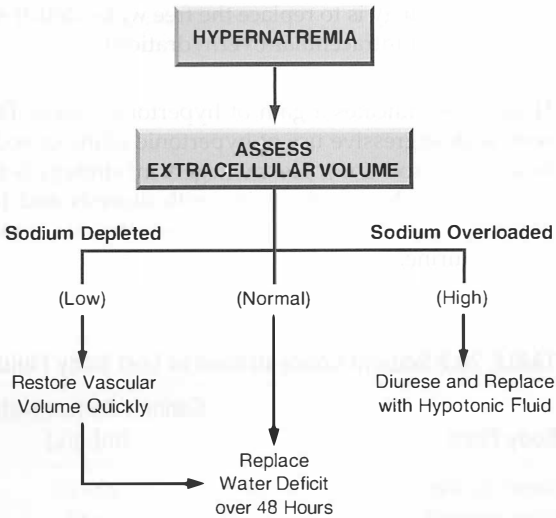 HYPERNATREMIA
ASSESS
EXTRACELLULAR VOLUME
Sodium Depleted
Sodium Overloaded
(Low)
(Normal)
(High)
Restore Vascular
Volume Quickly
Diurese and Replace
with Hypotonic Fluid
Replace
Water Deficit
over 48 Hours